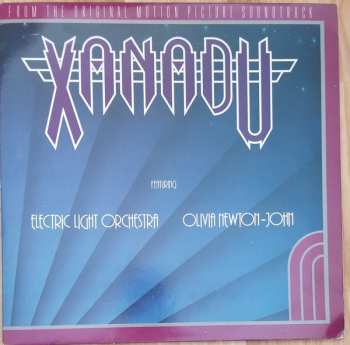 FROM THE ORIGINAL MOTION PICTURE SOUNDTRACK
XANADU
FEATURING
ELECTRIC LIGHT ORCHESTRA OLIVIA NEWTON-JOHN